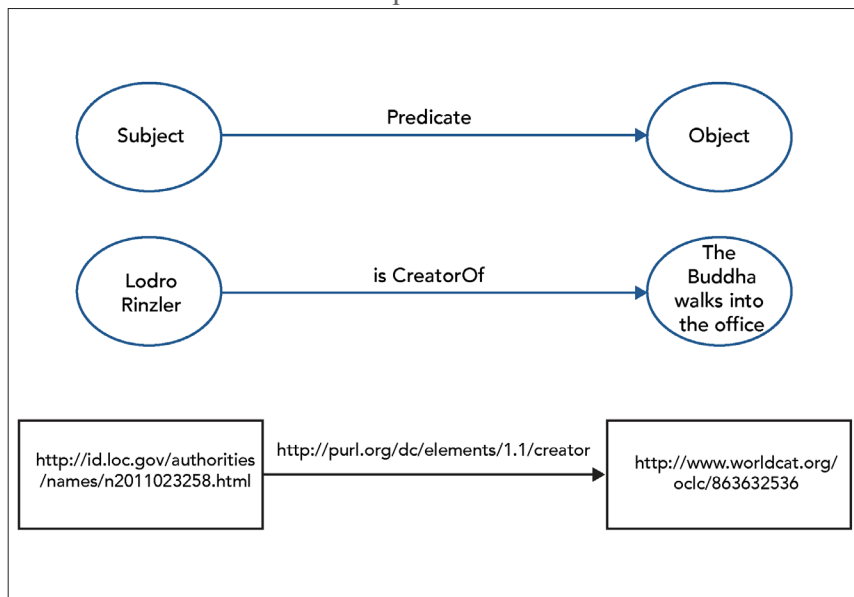 Predicate
Subject
Object
is CreatorOf
Lodro
Rinzler
The
Buddha
walks into
the office
http://id.loc.gov/authorities
/names/n2011023258.html
http://purl.org/dc/elements/1.1/creator
http://www.worldcat.org/
oclc/863632536